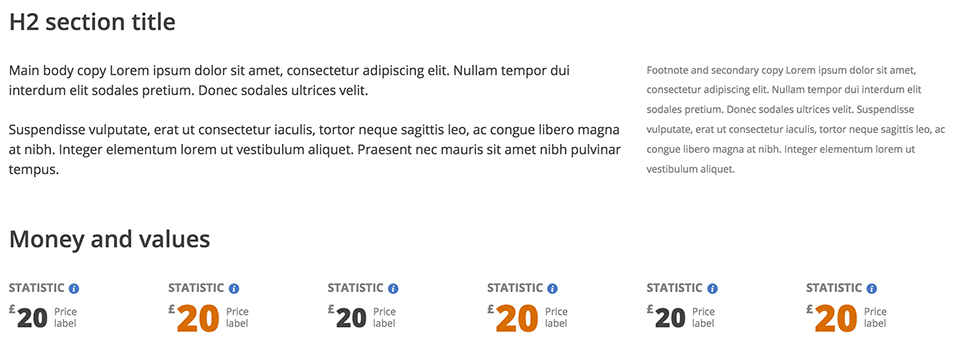 H2 section title
Main body copy Lorem ipsum dolor sit amet, consectetur adipiscing elit. Nullam tempor dui
interdum elit sodales pretium. Donec sodales ultrices velit.
Suspendisse vulputate, erat ut consectetur iaculis, tortor neque sagittis leo, ac congue libero magna
at nibh. Integer elementum lorem ut vestibulum aliquet. Praesent nec mauris sit amet nibh pulvinar
tempus.
Footnote and secondary copy Lorem ipsum dolor sit amet,
consectetur adipiscing elit. Nullam tempor dui interdum elit
sodales pretium. Donec sodales ultrices velit. Suspendisse
vulputate, erat ut consectetur iaculis, tortor neque sagittis leo, ac
congue libero magna at nibh. Integer elementum lorem ut
vestibulum aliquet.
Money and values
STATISTIC i
£20 Price
label
STATISTIC i
£20 Price
label
STATISTIC i
£20 Price
label
STATISTIC i
£20 Price
label
STATISTIC i
£20 Price
label
STATISTIC i
£20 Price
label